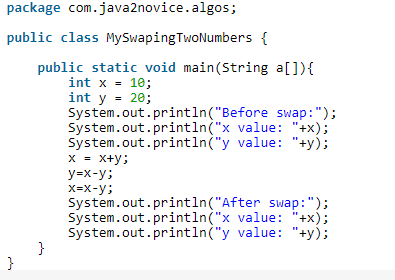 package com.java2novice.algos;
public class MySwapingTwoNumbers {
public static void main(String a[]){
int x = 10;
int y = 20;
System.out.println("Before swap:");
System.out.println("x value: "+x);
System.out.println("y value: "+y);
x = x+y;
y=x-y;
x=x-y;
System.out.println("After swap:");
System.out.println("x value: "+x);
System.out.println("y value: "+y);
}
}